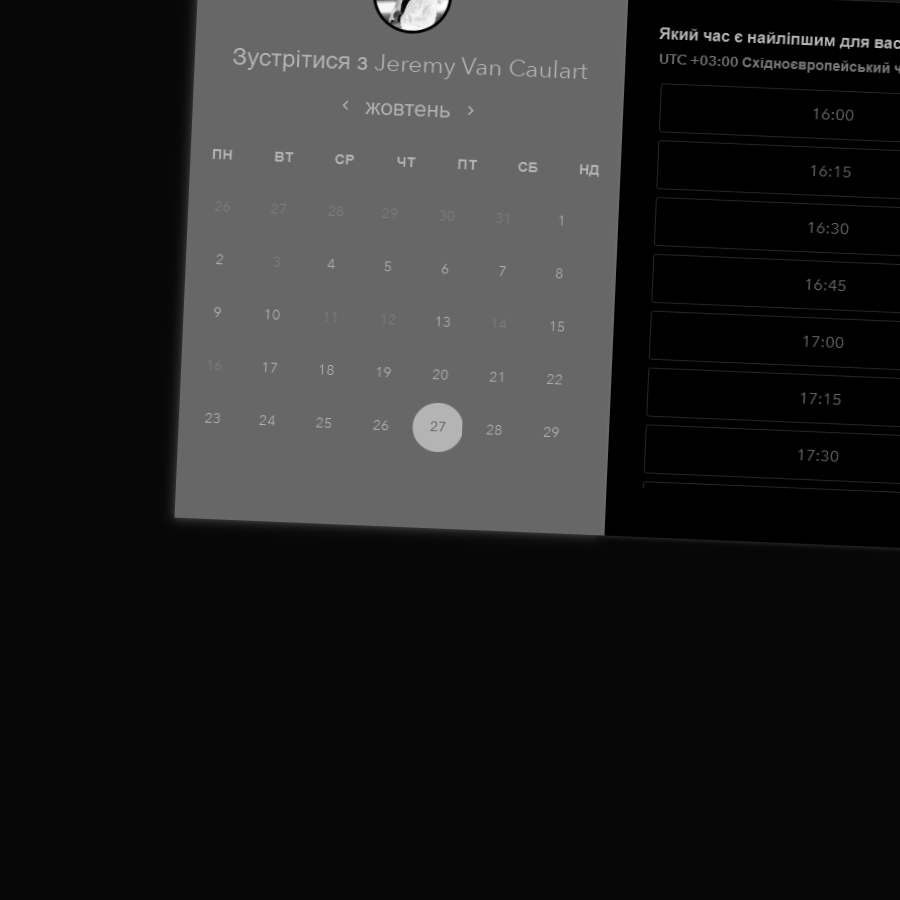 Зустрітися з Jeremy Van Caulart
‹ жовтень ›
ПН ВТ СР ЧТ ПТ СБ НД
26 27 28 29 30 31 1
2 3 4 5 6 7 8
9 10 11 12 13 14 15
16 17 18 19 20 21 22
23 24 25 26 27 28 29
Який час є найліпшим для вас
UTC +03:00 Східноєвропейський
16:00
16:15
16:30
16:45
17:00
17:15
17:30